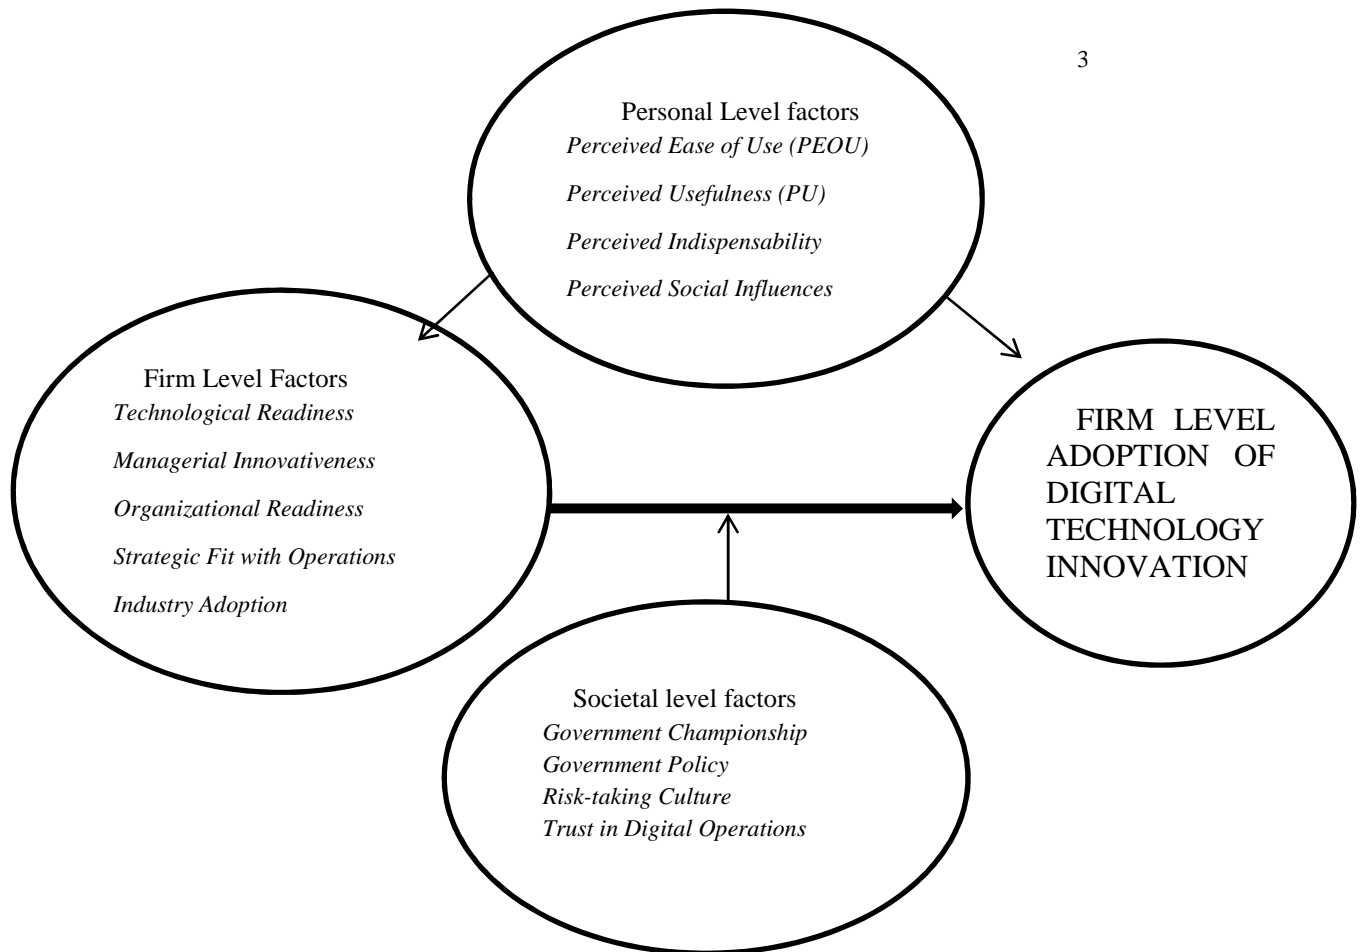 3
Personal Level factors
Perceived Ease of Use (PEOU)
Perceived Usefulness (PU)
Perceived Indispensability
Perceived Social Influences
Firm Level Factors
Technological Readiness
Managerial Innovativeness
Organizational Readiness
Strategic Fit with Operations
Industry Adoption
FIRM LEVEL
ADOPTION OF
DIGITAL
TECHNOLOGY
INNOVATION
Societal level factors
Government Championship
Government Policy
Risk-taking Culture
Trust in Digital Operations